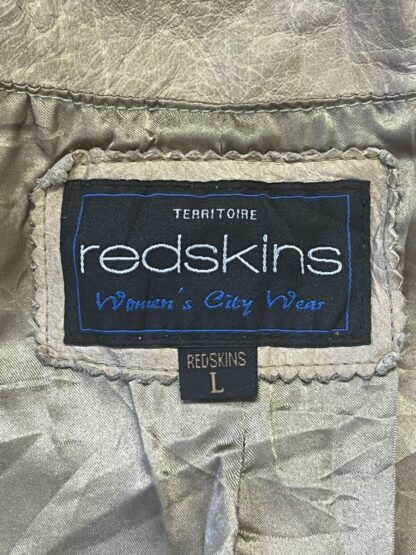 TERRITOIRE
redskins
Women's City Wear
REDSKINS
L